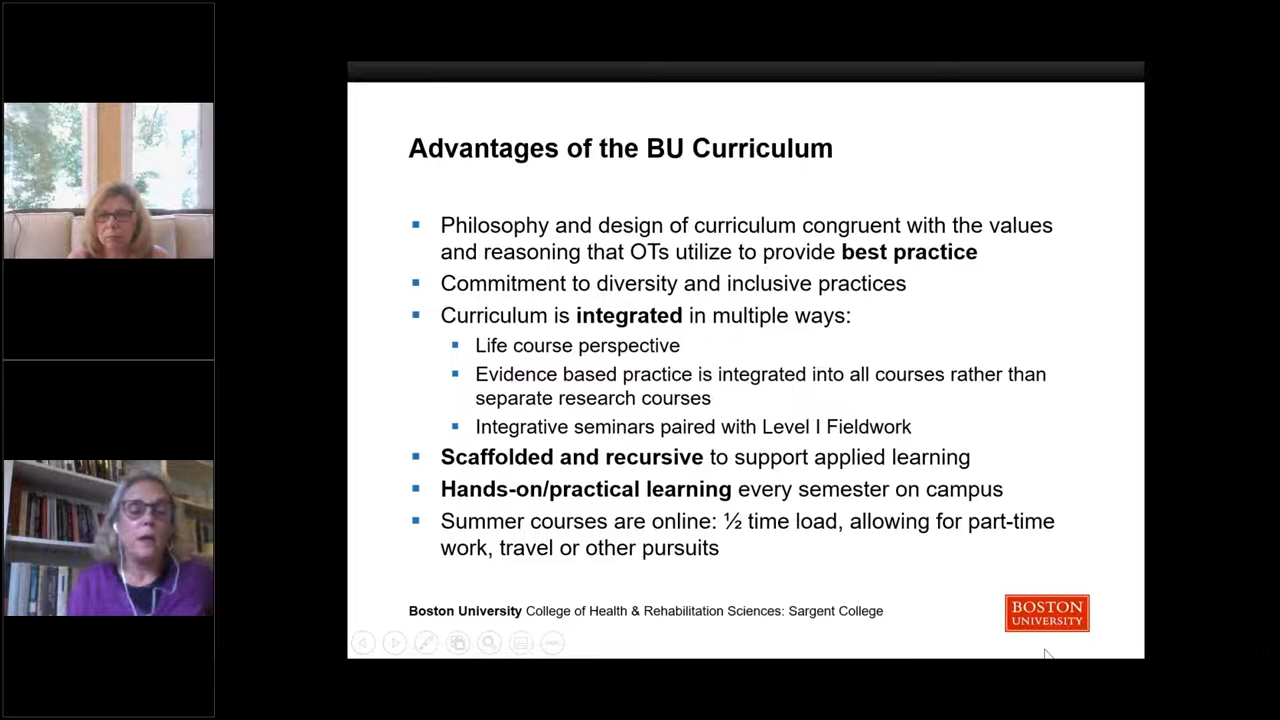 Advantages of the BU Curriculum
Philosophy and design of curriculum congruent with the values
and reasoning that OTs utilize to provide best practice
Commitment to diversity and inclusive practices
Curriculum is integrated in multiple ways:
Life course perspective
Evidence based practice is integrated into all courses rather than
separate research courses
Integrative seminars paired with Level I Fieldwork
Scaffolded and recursive to support applied learning
Hands-on/practical learning every semester on campus
Summer courses are online: ½ time load, allowing for part-time
work, travel or other pursuits
Boston University College of Health & Rehabilitation Sciences: Sargent College
BOSTON
UNIVERSITY